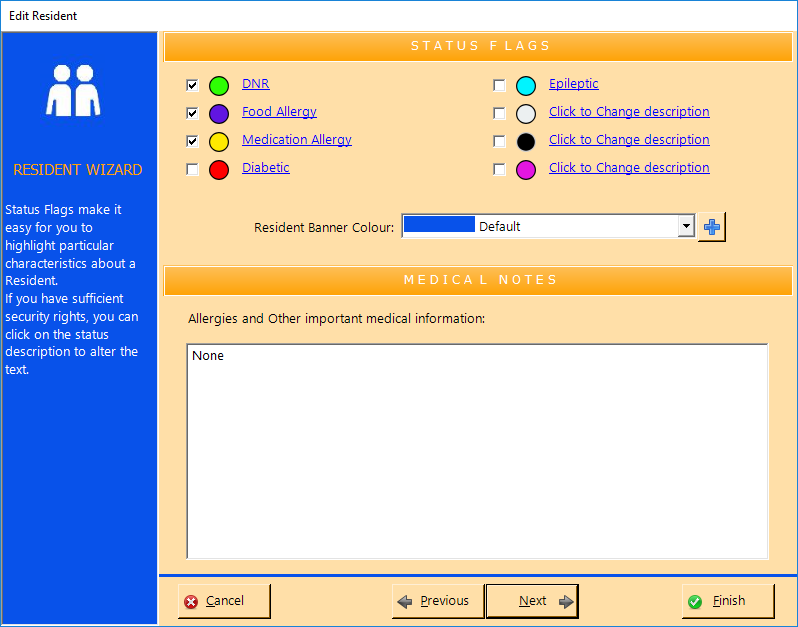 Edit Resident
RESIDENT WIZARD
Status Flags make it
easy for you to
highlight particular
characteristics about a
Resident.
If you have sufficient
security rights, you can
click on the status
description to alter the
text.
STATUS FLAGS
DNR
Epileptic
Food Allergy
Click to Change description
Medication Allergy
Click to Change description
Diabetic
Click to Change description
Resident Banner Colour: Default
MEDICAL NOTES
Allergies and Other important medical information:
None
Cancel Previous Next Finish